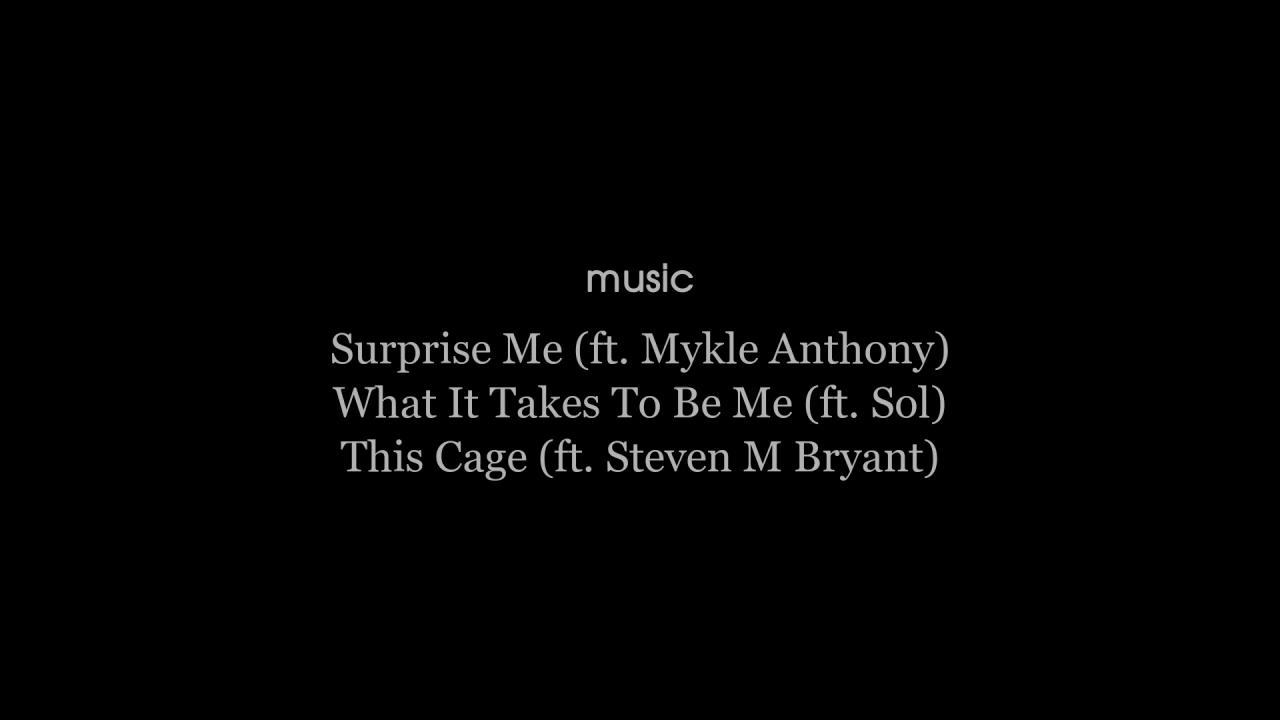 music
Surprise Me (ft. Mykle Anthony)
What It Takes To Be Me (ft. Sol)
This Cage (ft. Steven M Bryant)